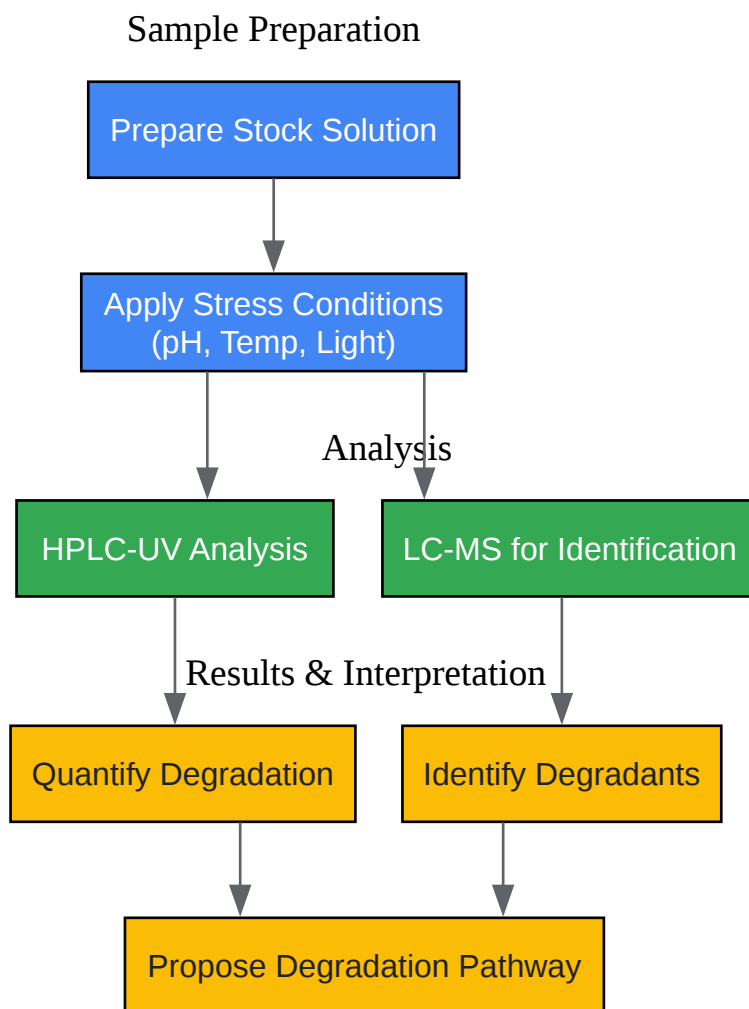 Sample Preparation
Prepare Stock Solution
Apply Stress Conditions
(pH, Temp, Light)
Analysis
HPLC-UV Analysis
LC-MS for Identification
Results & Interpretation
Quantify Degradation
Identify Degradants
Propose Degradation Pathway